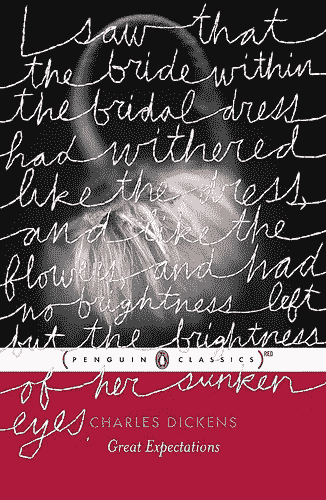 I saw that
the bride within
the bridal dress
had withered
like the dress,
and like the
flowers, and had
no brightness left
but the brightness
(PENGUIN CLASSICS) RED
of her sunken
eyes.
CHARLES DICKENS
Great Expectations